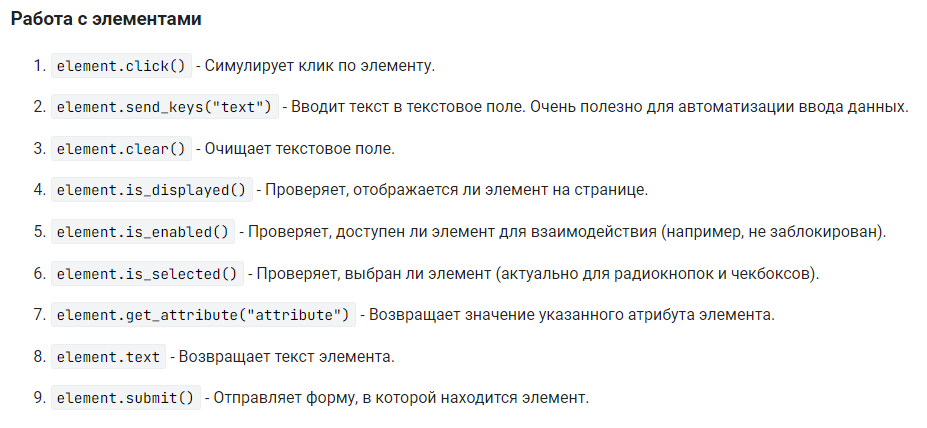 Работа с элементами
1. element.click() - Симулирует клик по элементу.
2. element.send_keys("text") - Вводит текст в текстовое поле. Очень полезно для автоматизации ввода данных.
3. element.clear() - Очищает текстовое поле.
4. element.is_displayed() - Проверяет, отображается ли элемент на странице.
5. element.is_enabled() - Проверяет, доступен ли элемент для взаимодействия (например, не заблокирован).
6. element.is_selected() - Проверяет, выбран ли элемент (актуально для радиокнопок и чекбоксов).
7. element.get_attribute("attribute") - Возвращает значение указанного атрибута элемента.
8. element.text - Возвращает текст элемента.
9. element.submit() - Отправляет форму, в которой находится элемент.